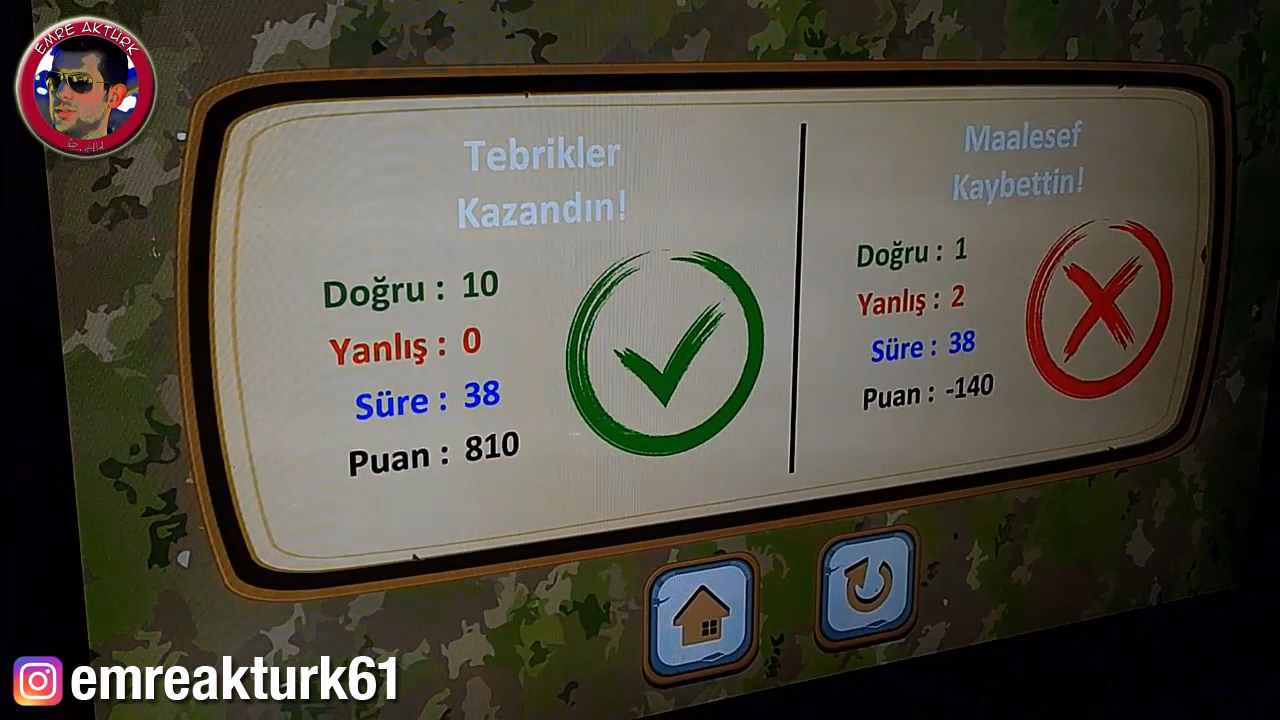 EMRE AKTÜRK
Tebrikler
Kazandın!
Doğru : 10
Yanlış : 0
Süre : 38
Puan : 810
Maalesef
Kaybettin!
Doğru : 1
Yanlış : 2
Süre : 38
Puan : -140
emreakturk61